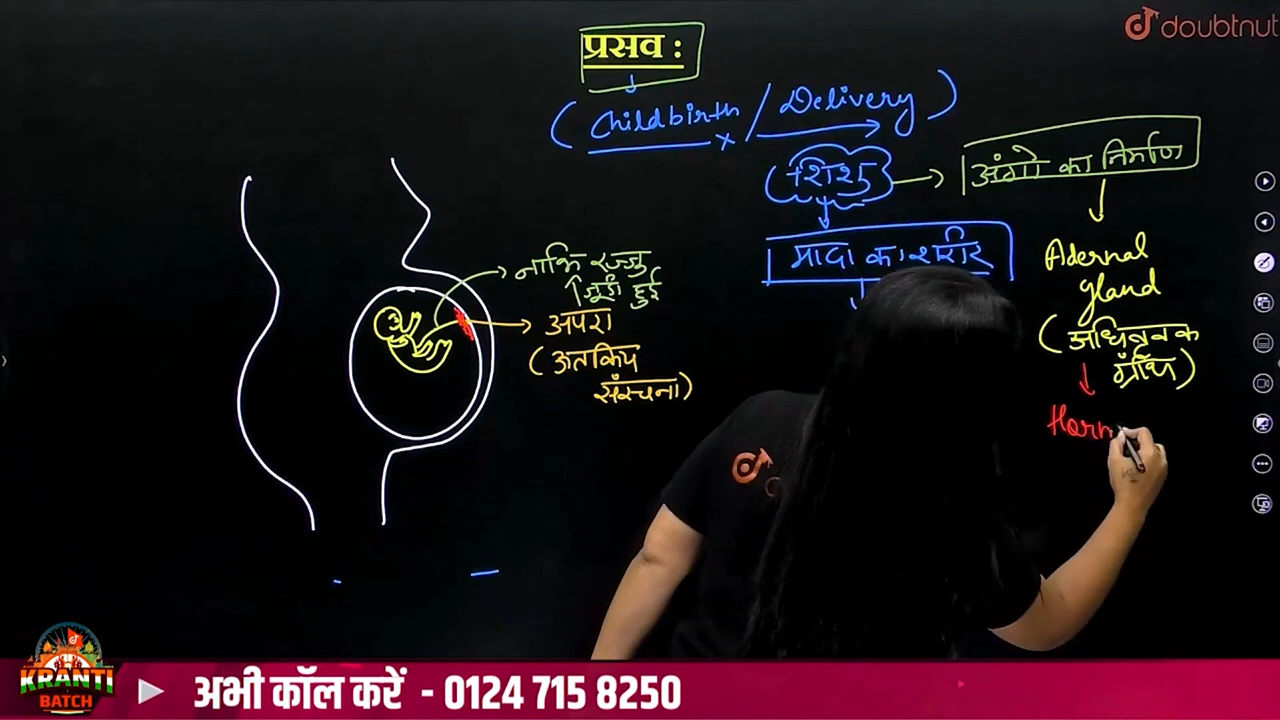 doubtnut
प्रसव :
( Childbirth / Delivery )
( शिशु )
अंगो का निर्माण
मादा का शरीर
Adernal
gland
( अधिवृवक
ग्रंथि )
Horm
नाभि रज्जु
जुड़ी हुई
अपरा
( अतकिय
संरचना )
KRANTI
BATCH
अभी कॉल करें - 0124 715 8250